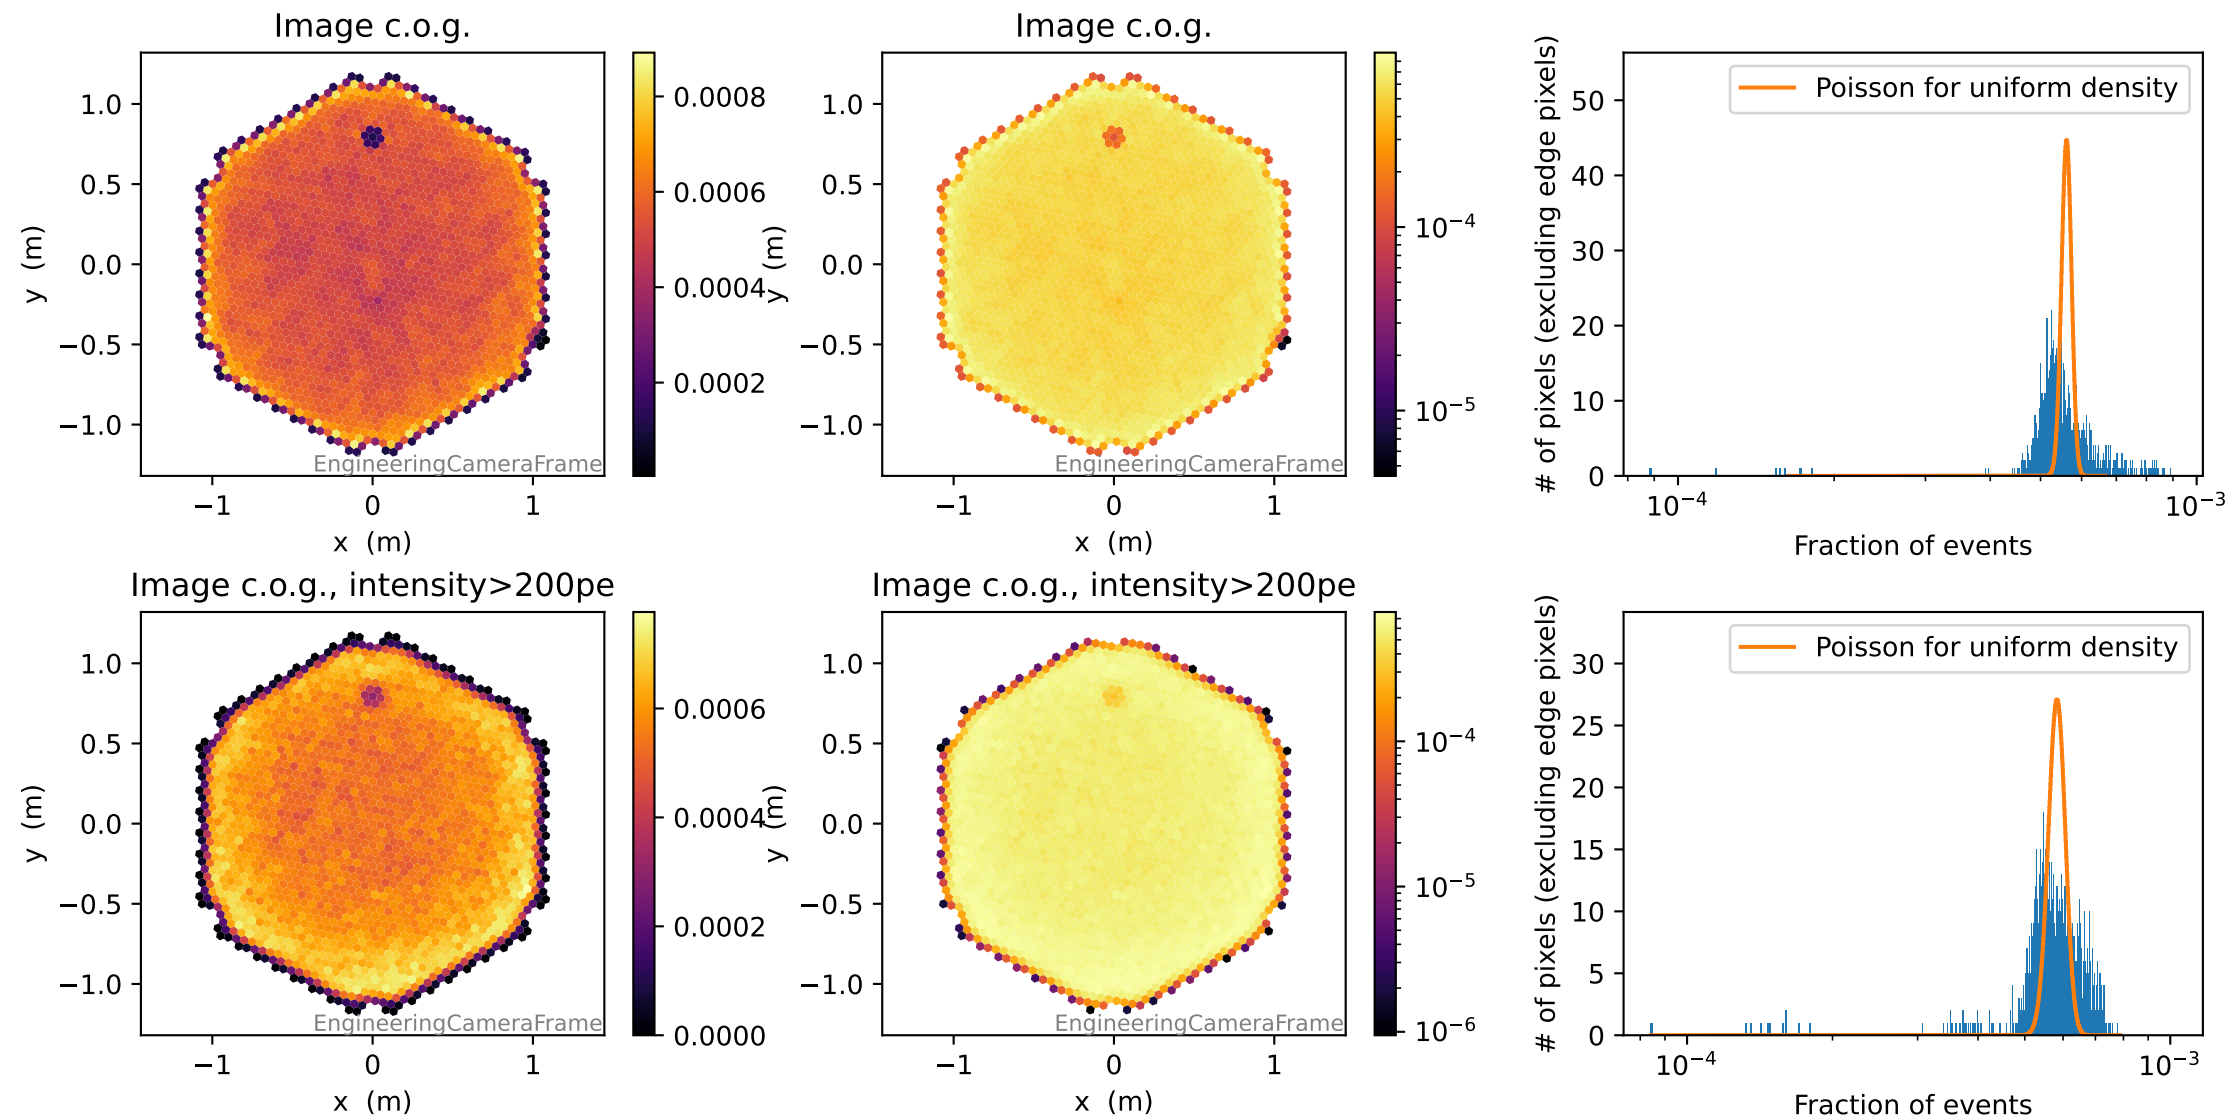 Image c.o.g.
y (m)
1.0
0.5
0.0
−0.5
−1.0
EngineeringCameraFrame
−1 0 1
x (m)
0.0008
0.0006
0.0004
0.0002
Image c.o.g.
y (m)
1.0
0.5
0.0
−0.5
−1.0
EngineeringCameraFrame
−1 0 1
x (m)
10⁻⁴
10⁻⁵
# of pixels (excluding edge pixels)
50
40
30
20
10
0
Poisson for uniform density
10⁻⁴ 10⁻³
Fraction of events
Image c.o.g., intensity>200pe
y (m)
1.0
0.5
0.0
−0.5
−1.0
EngineeringCameraFrame
−1 0 1
x (m)
0.0006
0.0004
0.0002
0.0000
Image c.o.g., intensity>200pe
y (m)
1.0
0.5
0.0
−0.5
−1.0
EngineeringCameraFrame
−1 0 1
x (m)
10⁻⁴
10⁻⁵
10⁻⁶
# of pixels (excluding edge pixels)
30
25
20
15
10
5
0
Poisson for uniform density
10⁻⁴ 10⁻³
Fraction of events